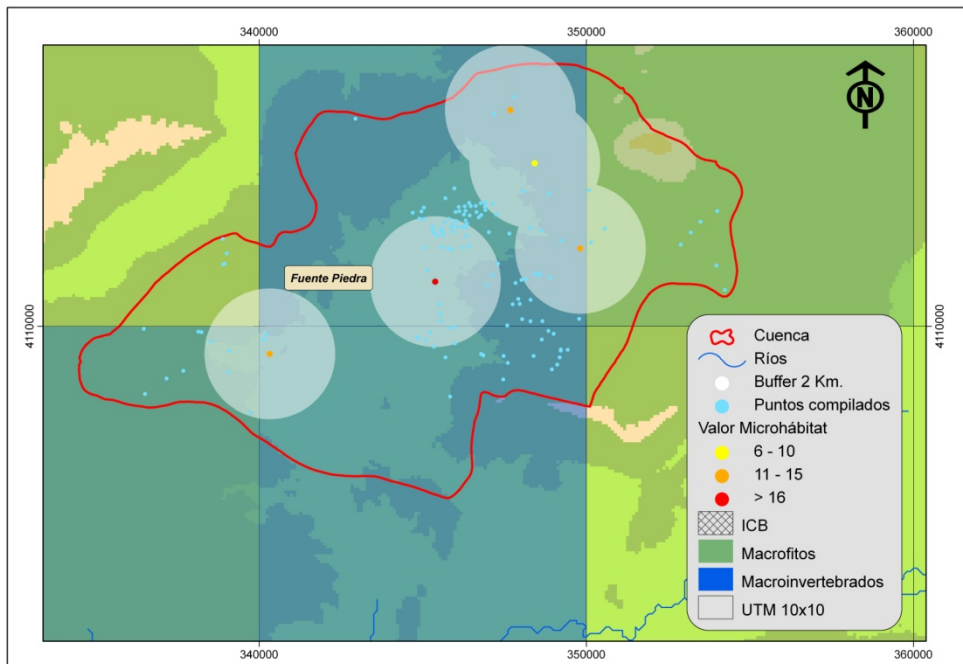 340000 350000 360000
N
Fuente Piedra
4110000 4110000
Cuenca
Ríos
Buffer 2 Km.
Puntos compilados
Valor Microhábitat
6 - 10
11 - 15
> 16
ICB
Macrofitos
Macroinvertebrados
UTM 10x10
340000 350000 360000